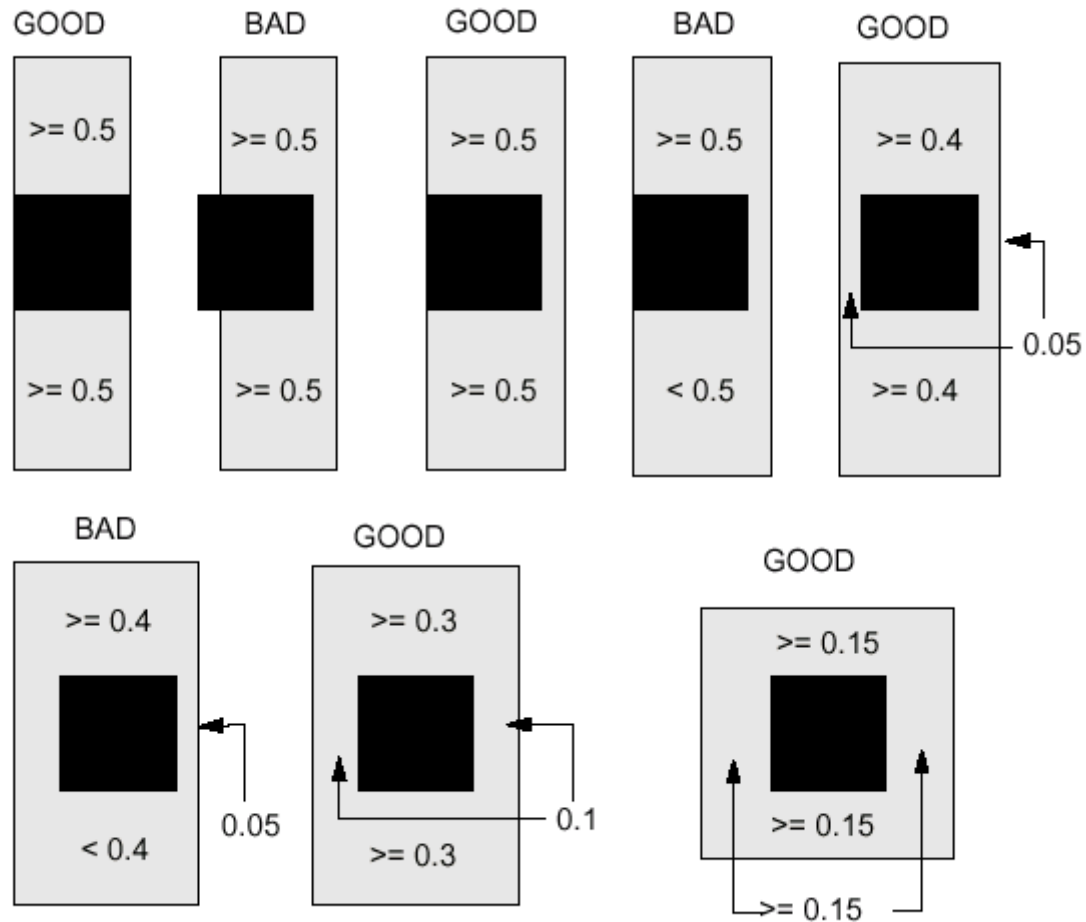 GOOD BAD GOOD BAD GOOD
>= 0.5 >= 0.5 >= 0.5 >= 0.5 >= 0.4
0.05
>= 0.5 >= 0.5 >= 0.5 < 0.5 >= 0.4
BAD GOOD GOOD
>= 0.4 >= 0.3 >= 0.15
0.05 0.1 >= 0.15
< 0.4 >= 0.3
>= 0.15